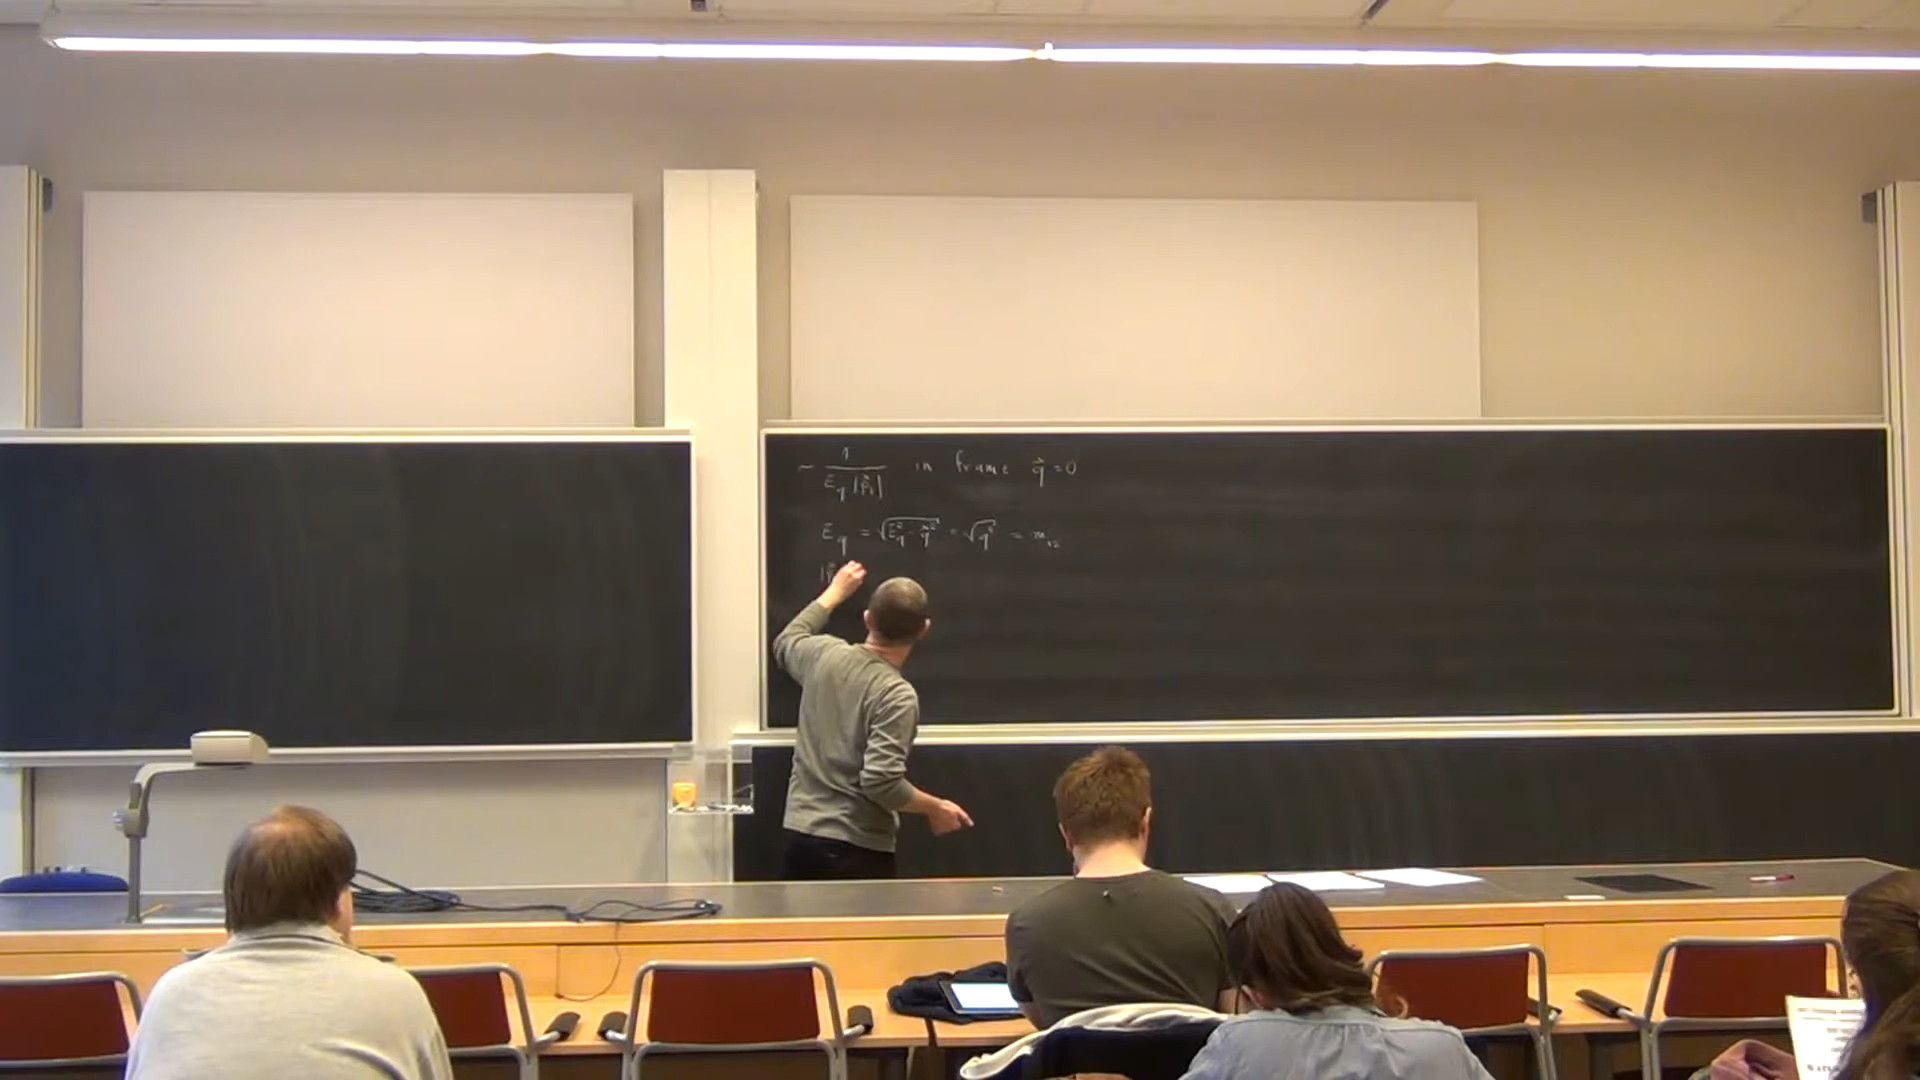 ~ 1 / E_q |p⃗_1| in frame q⃗ = 0
E_q = √(E_q² - q⃗²) = √q² = m_12
|p⃗